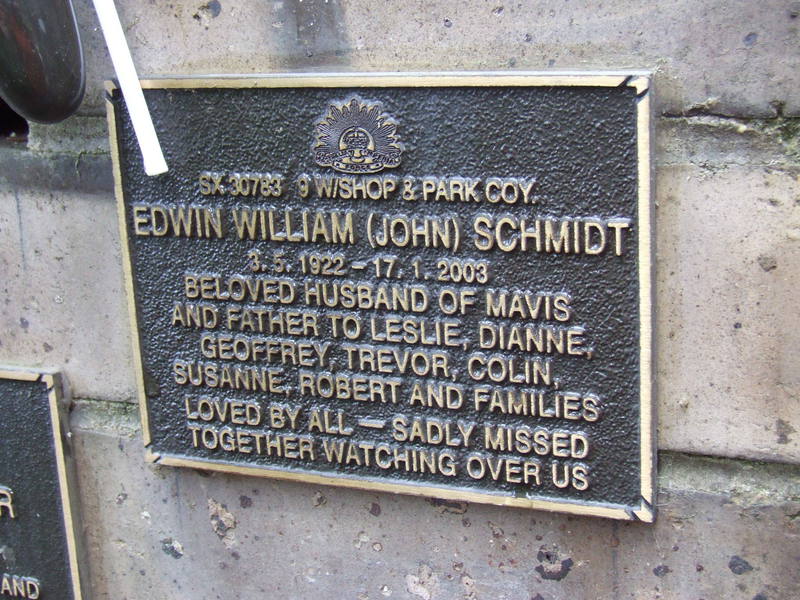 SX 30783 9 W/SHOP & PARK COY.
EDWIN WILLIAM (JOHN) SCHMIDT
3. 5. 1922 – 17. 1. 2003
BELOVED HUSBAND OF MAVIS
AND FATHER TO LESLIE, DIANNE,
GEOFFREY, TREVOR, COLIN,
SUSANNE, ROBERT AND FAMILIES
LOVED BY ALL — SADLY MISSED
TOGETHER WATCHING OVER US
R
AND